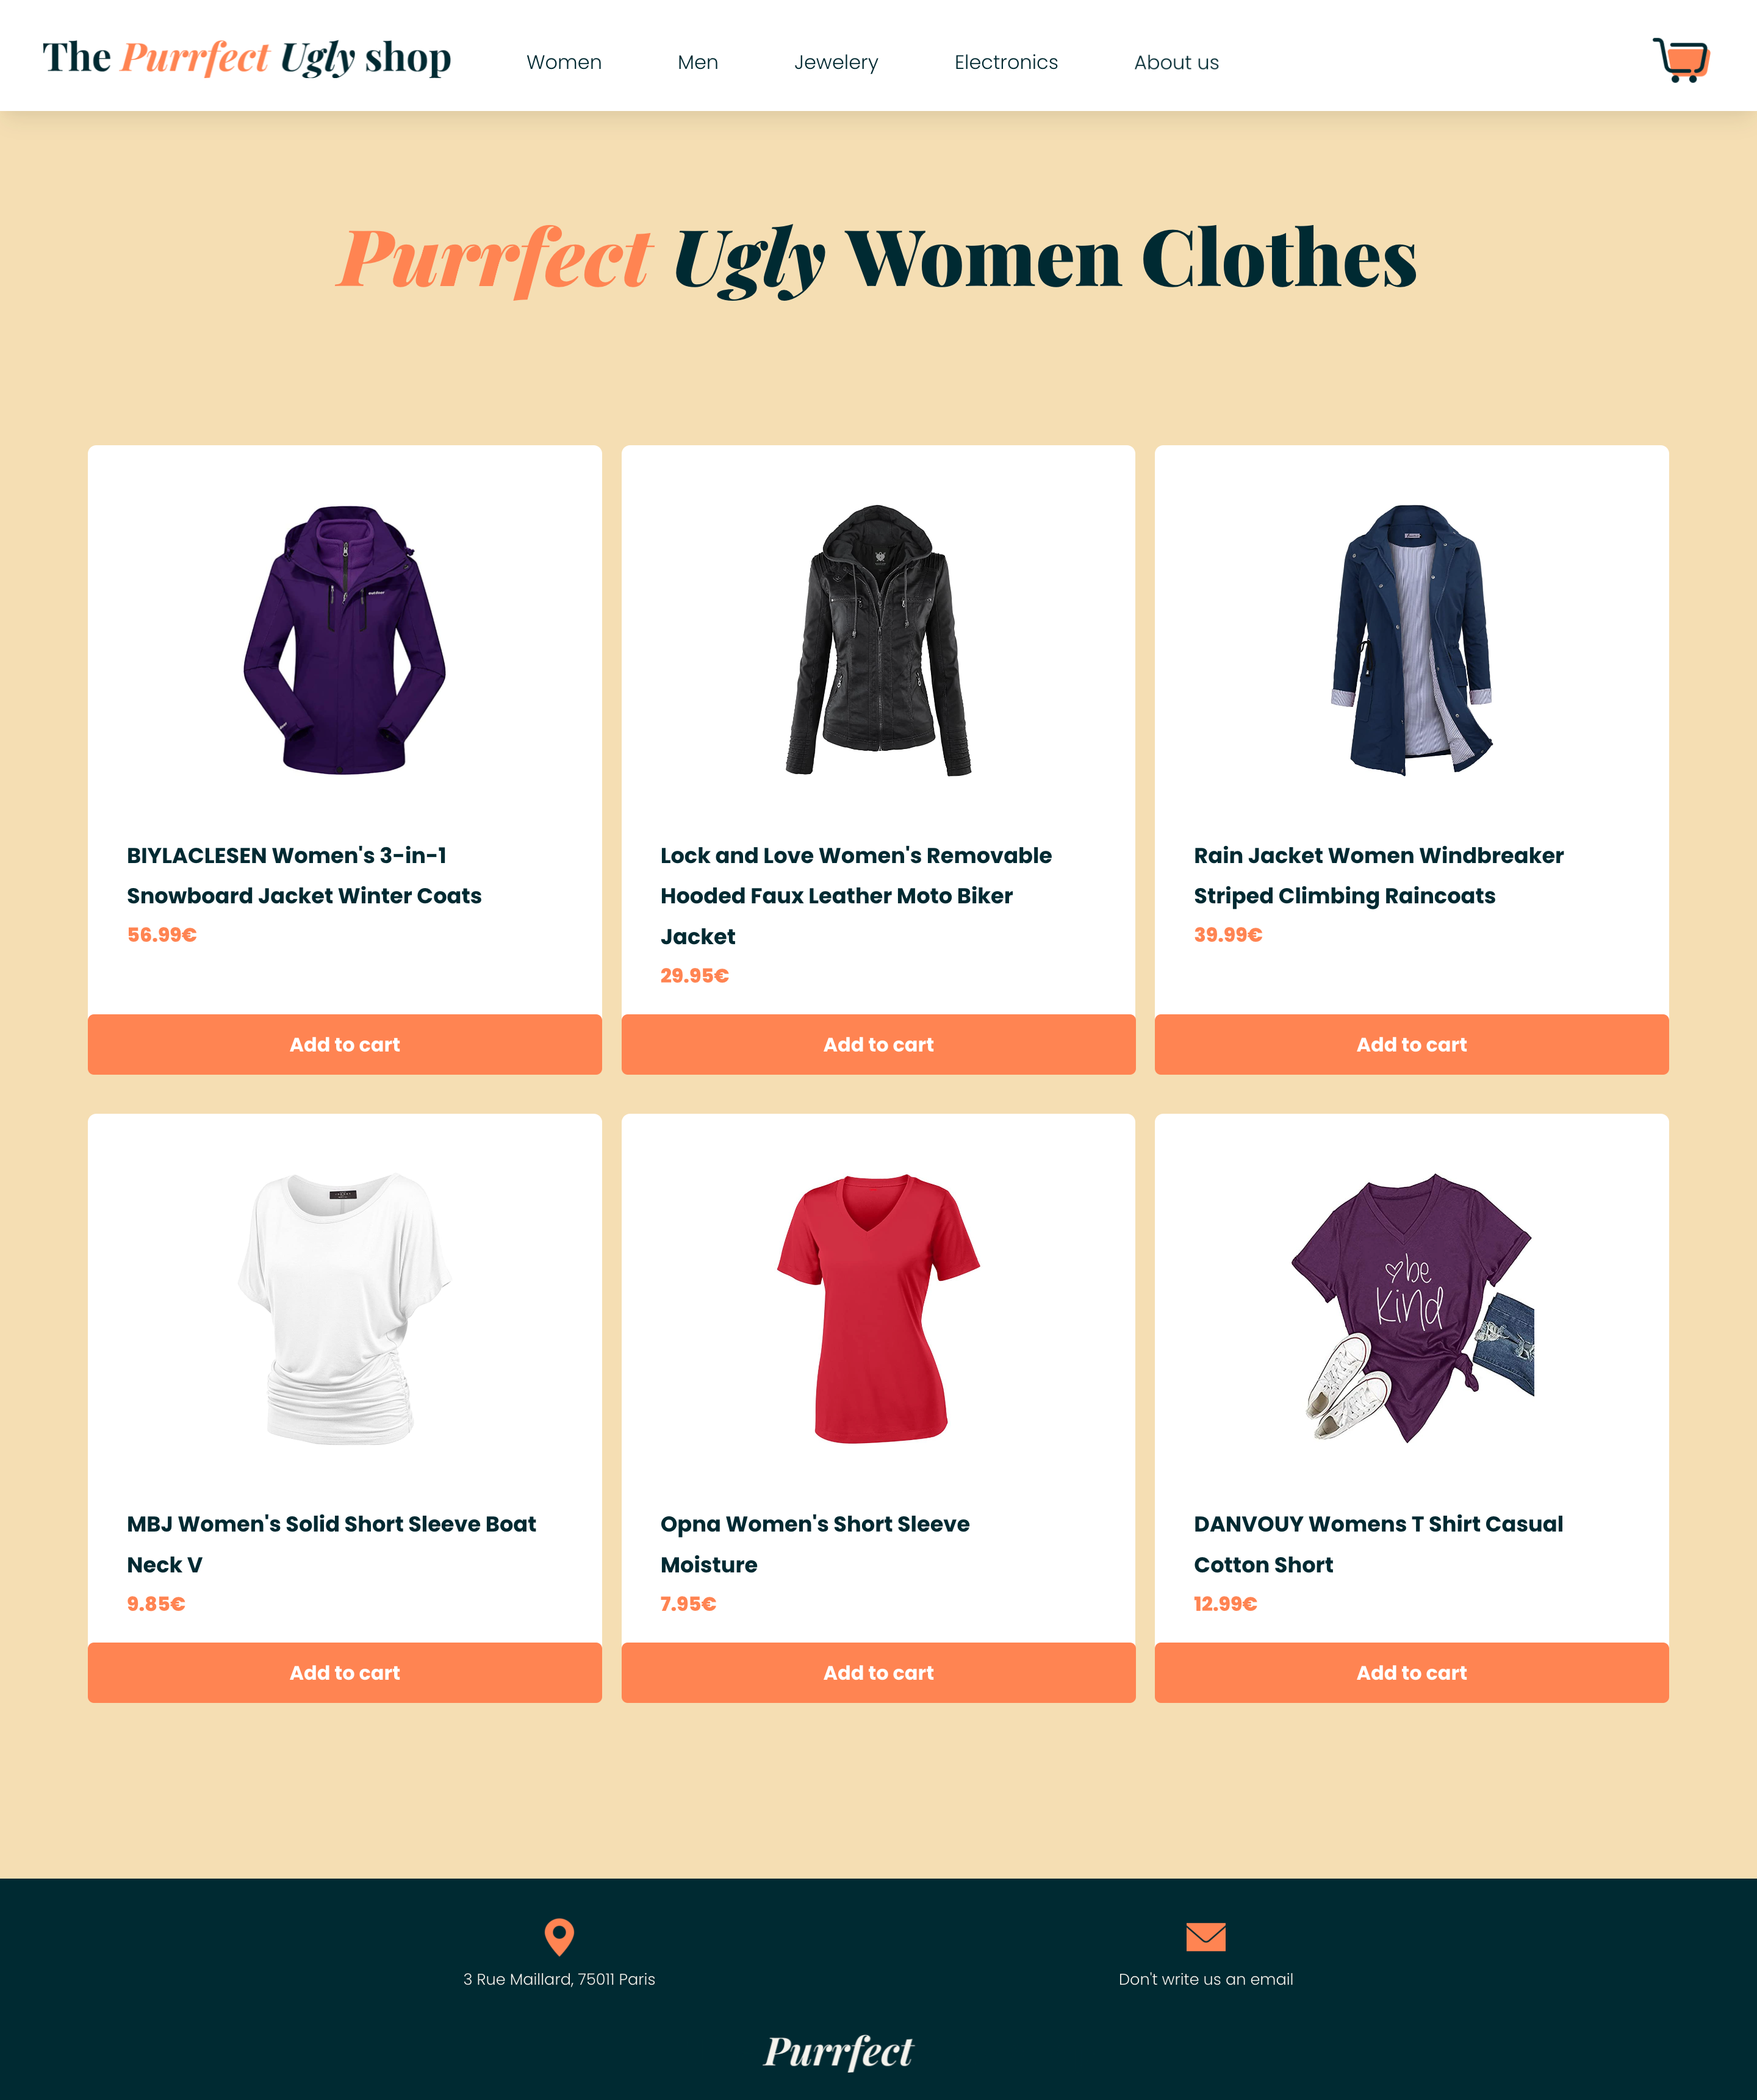 The Purrfect Ugly shop
Women
Men
Jewelery
Electronics
About us
Purrfect Ugly Women Clothes
BIYLACLESEN Women's 3-in-1
Snowboard Jacket Winter Coats
56.99€
Add to cart
Lock and Love Women's Removable
Hooded Faux Leather Moto Biker
Jacket
29.95€
Add to cart
Rain Jacket Women Windbreaker
Striped Climbing Raincoats
39.99€
Add to cart
MBJ Women's Solid Short Sleeve Boat
Neck V
9.85€
Add to cart
Opna Women's Short Sleeve
Moisture
7.95€
Add to cart
be
kind
DANVOUY Womens T Shirt Casual
Cotton Short
12.99€
Add to cart
3 Rue Maillard, 75011 Paris
Don't write us an email
Purrfect